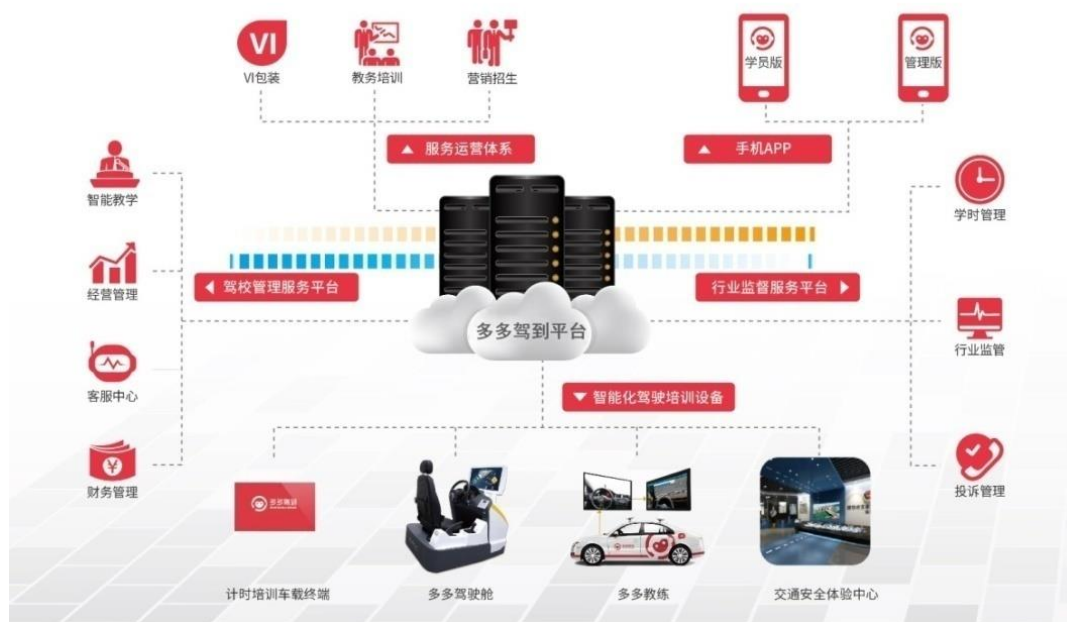 VI
VI包装
教务培训
营销招生
学员版
管理版
服务运营体系
手机APP
智能教学
学时管理
经营管理
驾校管理服务平台
行业监督服务平台
多多驾到平台
行业监管
客服中心
智能化驾驶培训设备
财务管理
¥
投诉管理
计时培训车载终端
多多驾驶舱
多多教练
交通安全体验中心